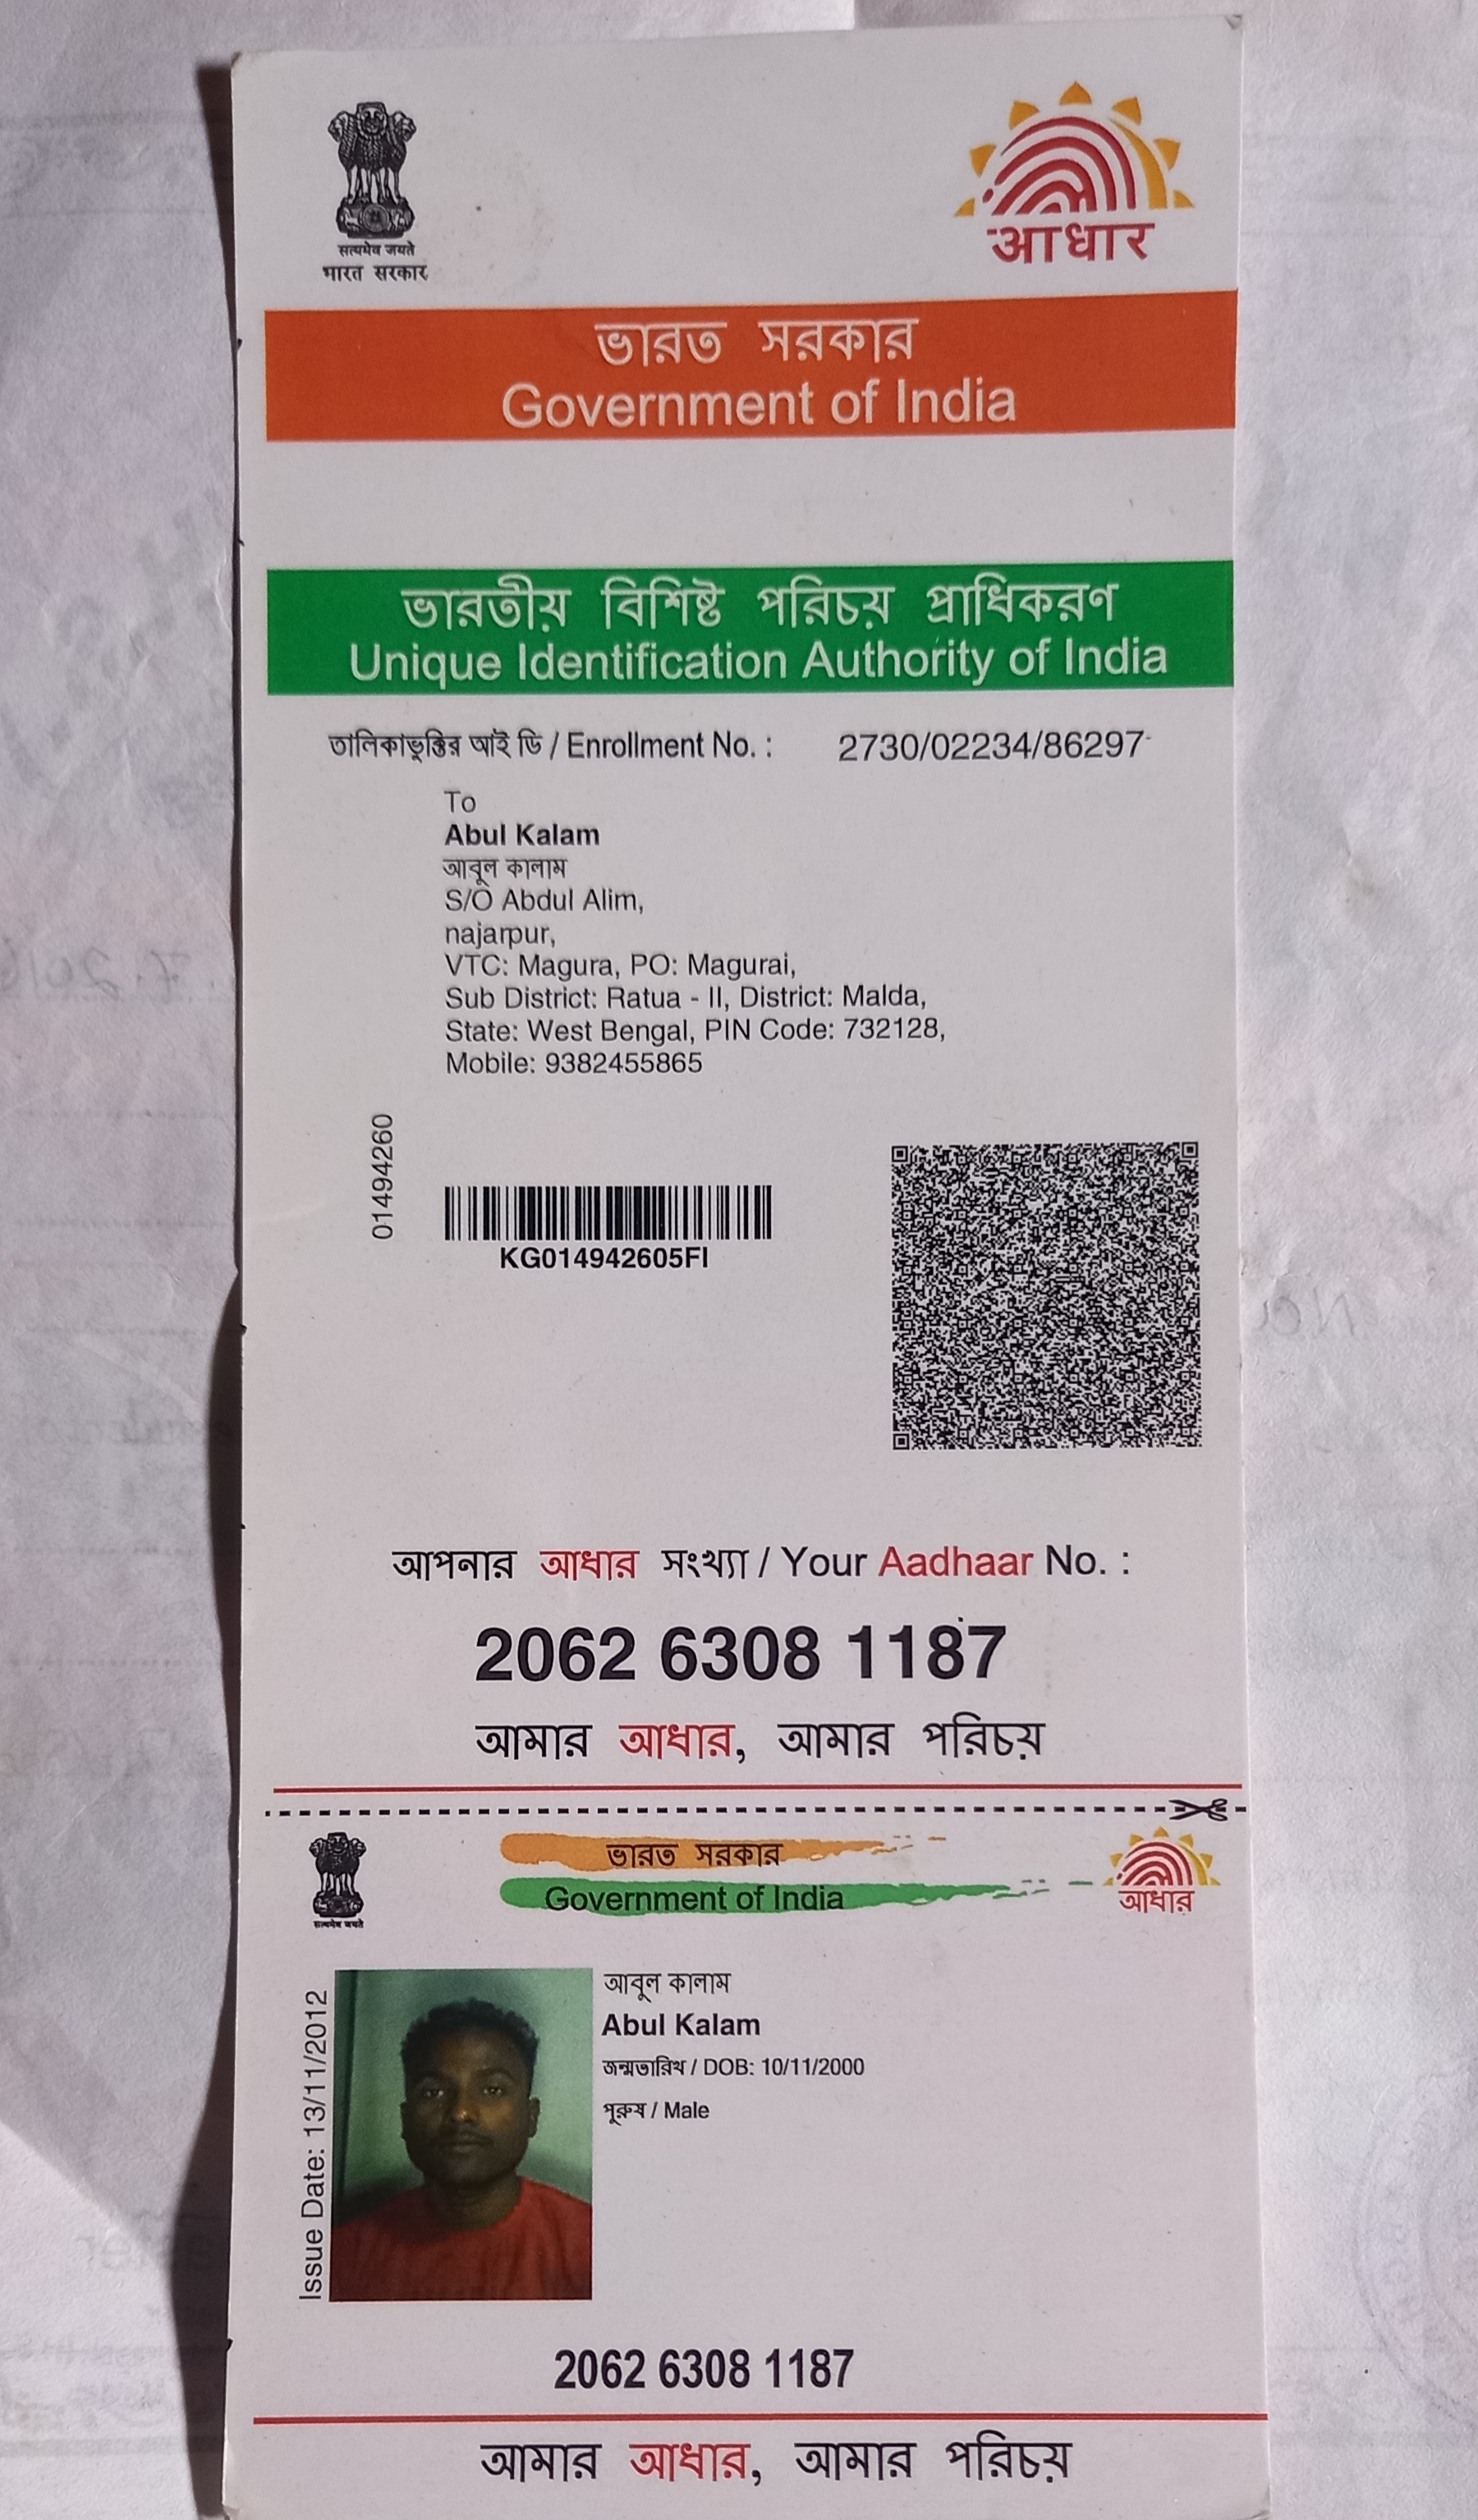 सत्यमेव जयते
भारत सरकार
आधार
ভারত সরকার
Government of India
ভারতীয় বিশিষ্ট পরিচয় প্রাধিকরণ
Unique Identification Authority of India
তালিকাভুক্তির আই ডি / Enrollment No. : 2730/02234/86297
To
Abul Kalam
আবুল কালাম
S/O Abdul Alim,
najarpur,
VTC: Magura, PO: Magurai,
Sub District: Ratua - II, District: Malda,
State: West Bengal, PIN Code: 732128,
Mobile: 9382455865
01494260
KG014942605FI
আপনার আধার সংখ্যা / Your Aadhaar No. :
2062 6308 1187
আমার আধার, আমার পরিচয়
सत्यमेव जयते
ভারত সরকার
Government of India
আধার
Issue Date: 13/11/2012
আবুল কালাম
Abul Kalam
জন্মতারিখ / DOB: 10/11/2000
পুরুষ / Male
2062 6308 1187
আমার আধার, আমার পরিচয়